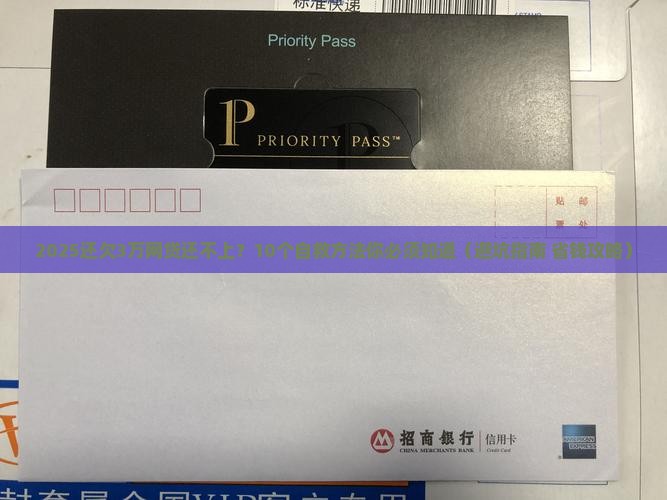 标准快递
Priority Pass
P PRIORITY PASS™
贴 邮
票 处
2025还欠3万网贷还不上？10个自救方法你必须知道（避坑指南 省钱攻略）
招商银行 信用卡
CHINA MERCHANTS BANK Credit Card
AMERICAN
EXPRESS
®